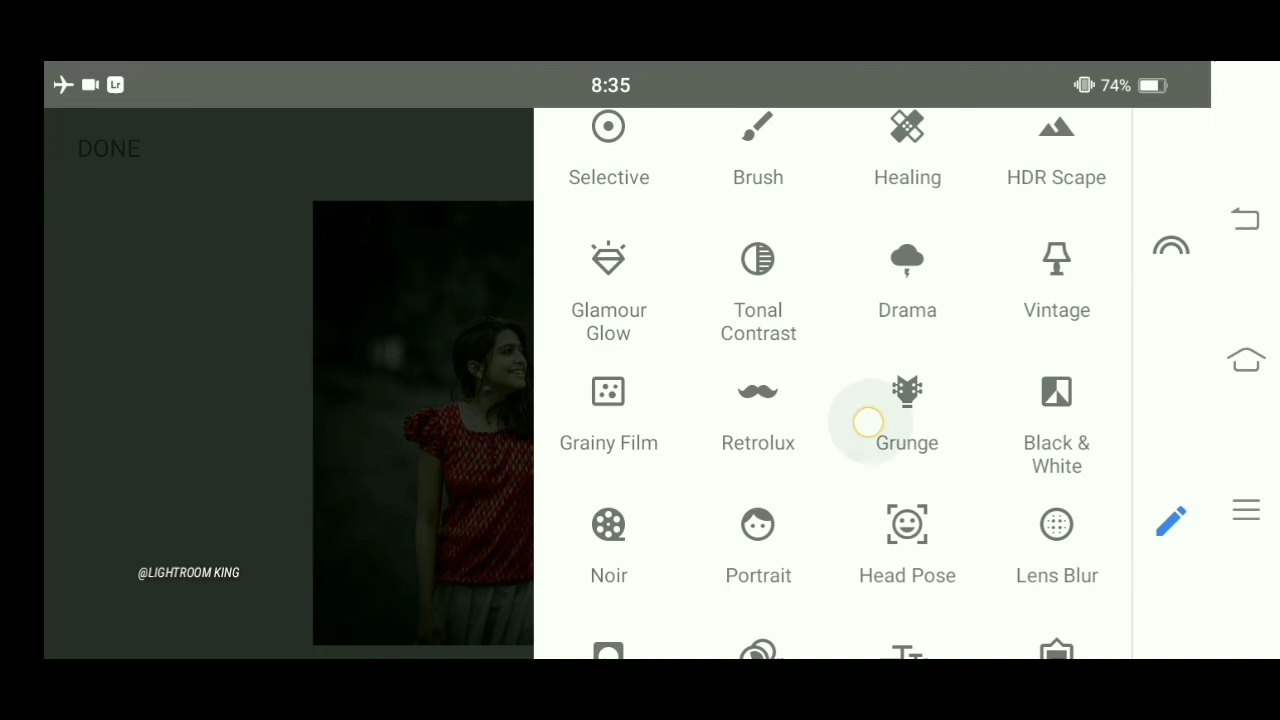 Lr
8:35
74%
DONE
Selective
Brush
Healing
HDR Scape
Glamour
Glow
Tonal
Contrast
Drama
Vintage
Grainy Film
Retrolux
Grunge
Black &
White
Noir
Portrait
Head Pose
Lens Blur
@LIGHTROOM KING